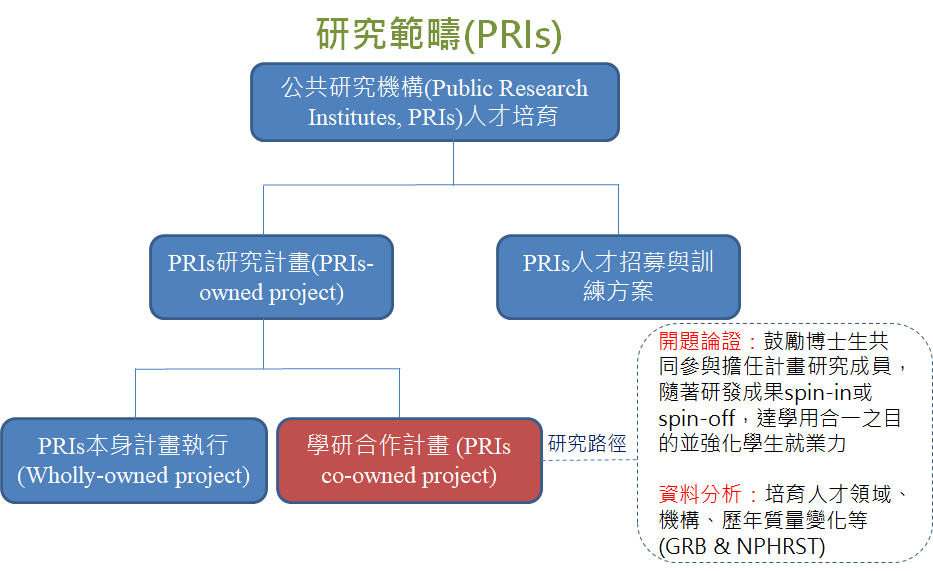 研究範疇(PRIs)
公共研究機構(Public Research
Institutes, PRIs)人才培育
PRIs研究計畫(PRIs-
owned project)
PRIs人才招募與訓
練方案
PRIs本身計畫執行
(Wholly-owned project)
學研合作計畫 (PRIs
co-owned project)
研究路徑
開題論證：鼓勵博士生共
同參與擔任計畫研究成員，
隨著研發成果spin-in或
spin-off，達學用合一之目
的並強化學生就業力
資料分析：培育人才領域、
機構、歷年質量變化等
(GRB & NPHRST)